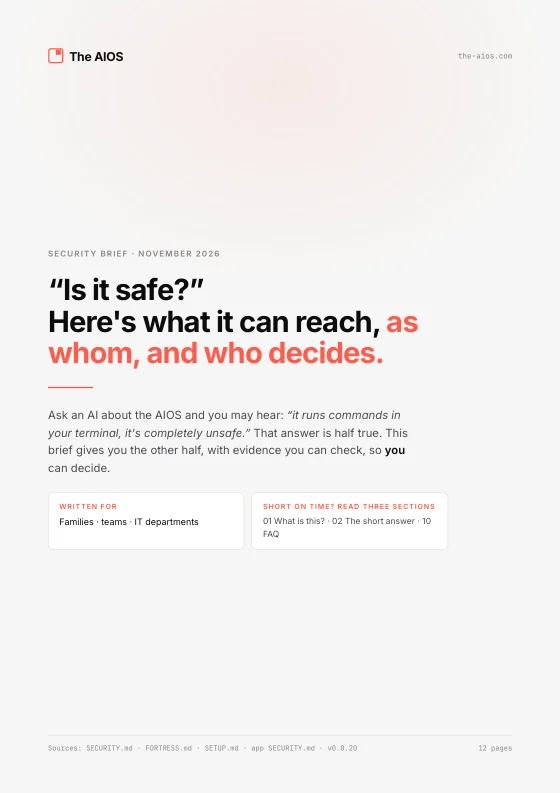 The AIOS
the-aios.com
SECURITY BRIEF · NOVEMBER 2026
“Is it safe?”
Here's what it can reach, as
whom, and who decides.
Ask an AI about the AIOS and you may hear: “it runs commands in
your terminal, it's completely unsafe.” That answer is half true. This
brief gives you the other half, with evidence you can check, so you
can decide.
WRITTEN FOR
Families · teams · IT departments
SHORT ON TIME? READ THREE SECTIONS
01 What is this? · 02 The short answer · 10
FAQ
Sources: SECURITY.md · FORTRESS.md · SETUP.md · app SECURITY.md · v0.8.20
12 pages